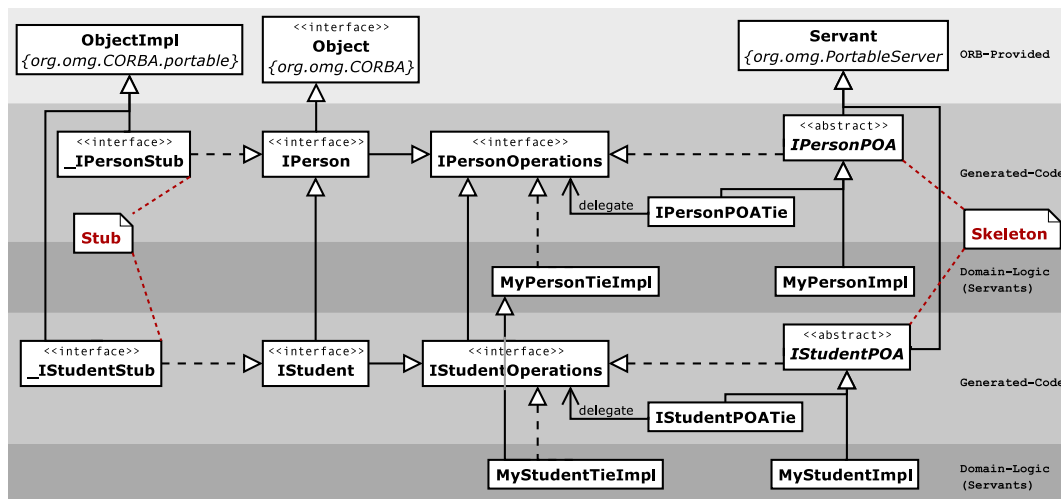 <<interface>>
ObjectImpl
Object
Servant
{org.omg.CORBA.portable}
{org.omg.CORBA}
{org.omg.PortableServer
ORB-Provided
<<interface>>
_IPersonStub
<<interface>>
IPerson
<<interface>>
IPersonOperations
<<abstract>>
IPersonPOA
Generated-Code
delegate
IPersonPOATie
Stub
Skeleton
MyPersonTieImpl
MyPersonImpl
Domain-Logic
(Servants)
<<interface>>
_IStudentStub
<<interface>>
IStudent
<<interface>>
IStudentOperations
<<abstract>>
IStudentPOA
Generated-Code
delegate
IStudentPOATie
MyStudentTieImpl
MyStudentImpl
Domain-Logic
(Servants)